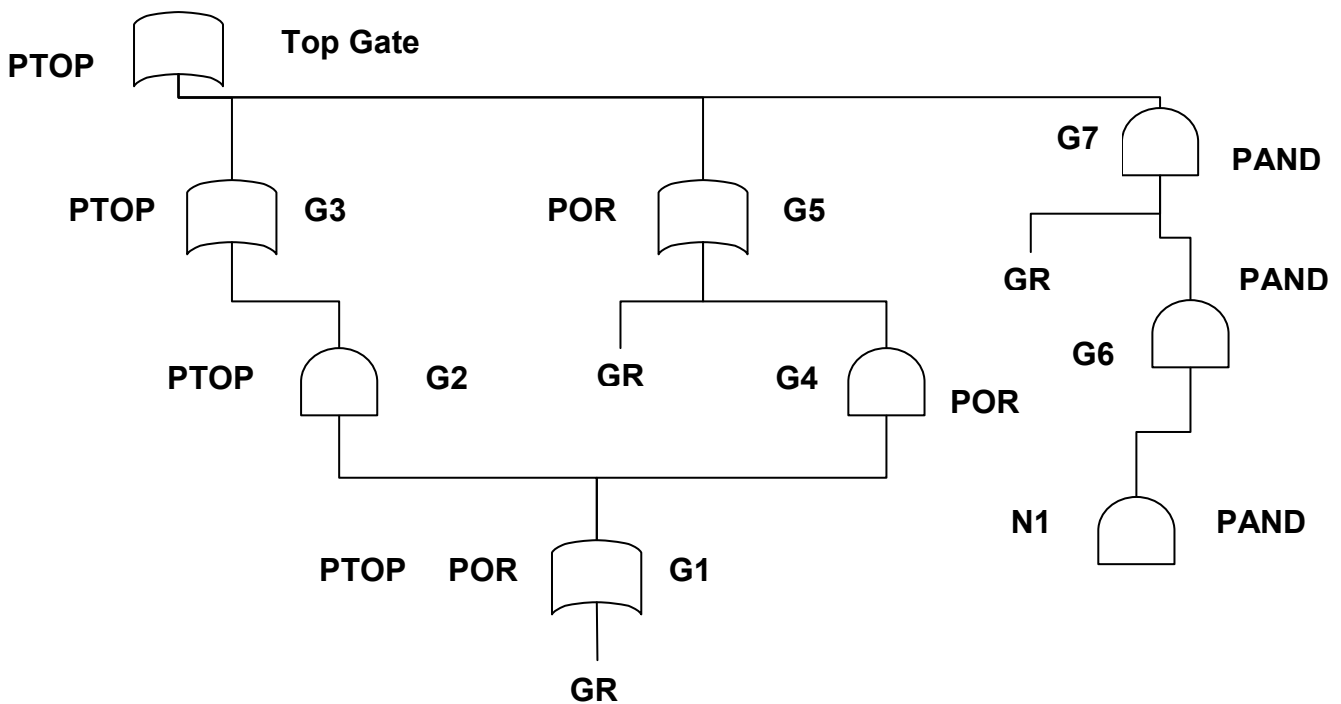 Top Gate
PTOP
G7
PAND
PTOP
G3
POR
G5
GR
PAND
G6
PTOP
G2
GR
G4
POR
N1
PAND
PTOP
POR
G1
GR